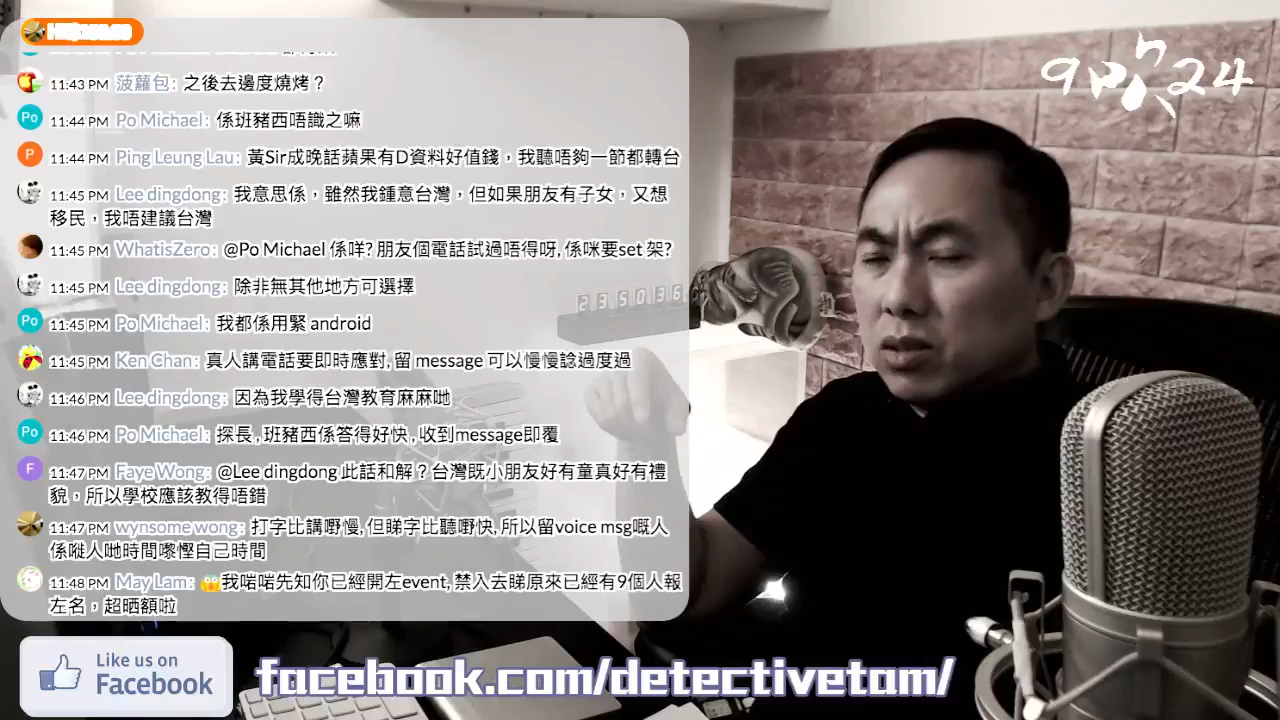 11:43 PM 菠蘿包: 之後去邊度燒烤？
Po 11:44 PM Po Michael: 係班豬西唔識之嘛
P 11:44 PM Ping Leung Lau: 黃Sir成晚話蘋果有D資料好值錢，我聽唔夠一節都轉台
11:45 PM Lee dingdong: 我意思係，雖然我鍾意台灣，但如果朋友有子女，又想
移民，我唔建議台灣
11:45 PM WhatisZero: @Po Michael 係咩? 朋友個電話試過唔得呀, 係咪要set 架?
11:45 PM Lee dingdong: 除非無其他地方可選擇
Po 11:45 PM Po Michael: 我都係用緊 android
11:45 PM Ken Chan: 真人講電話要即時應對, 留 message 可以慢慢諗過度過
11:46 PM Lee dingdong: 因為我學得台灣教育麻麻哋
Po 11:46 PM Po Michael: 探長 , 班豬西係答得好快 , 收到message即覆
F 11:47 PM Faye Wong: @Lee dingdong 此話和解？台灣既小朋友好有童真好有禮
貌，所以學校應該教得唔錯
11:47 PM wynsome wong: 打字比講嘢慢, 但睇字比聽嘢快, 所以留voice msg嘅人
係嘥人哋時間嚟慳自己時間
11:48 PM May Lam: 我啱啱先知你已經開左event, 禁入去睇原來已經有9個人報
左名，超晒額啦
235036
9吹24
Like us on
Facebook
facebook.com/detectivetam/